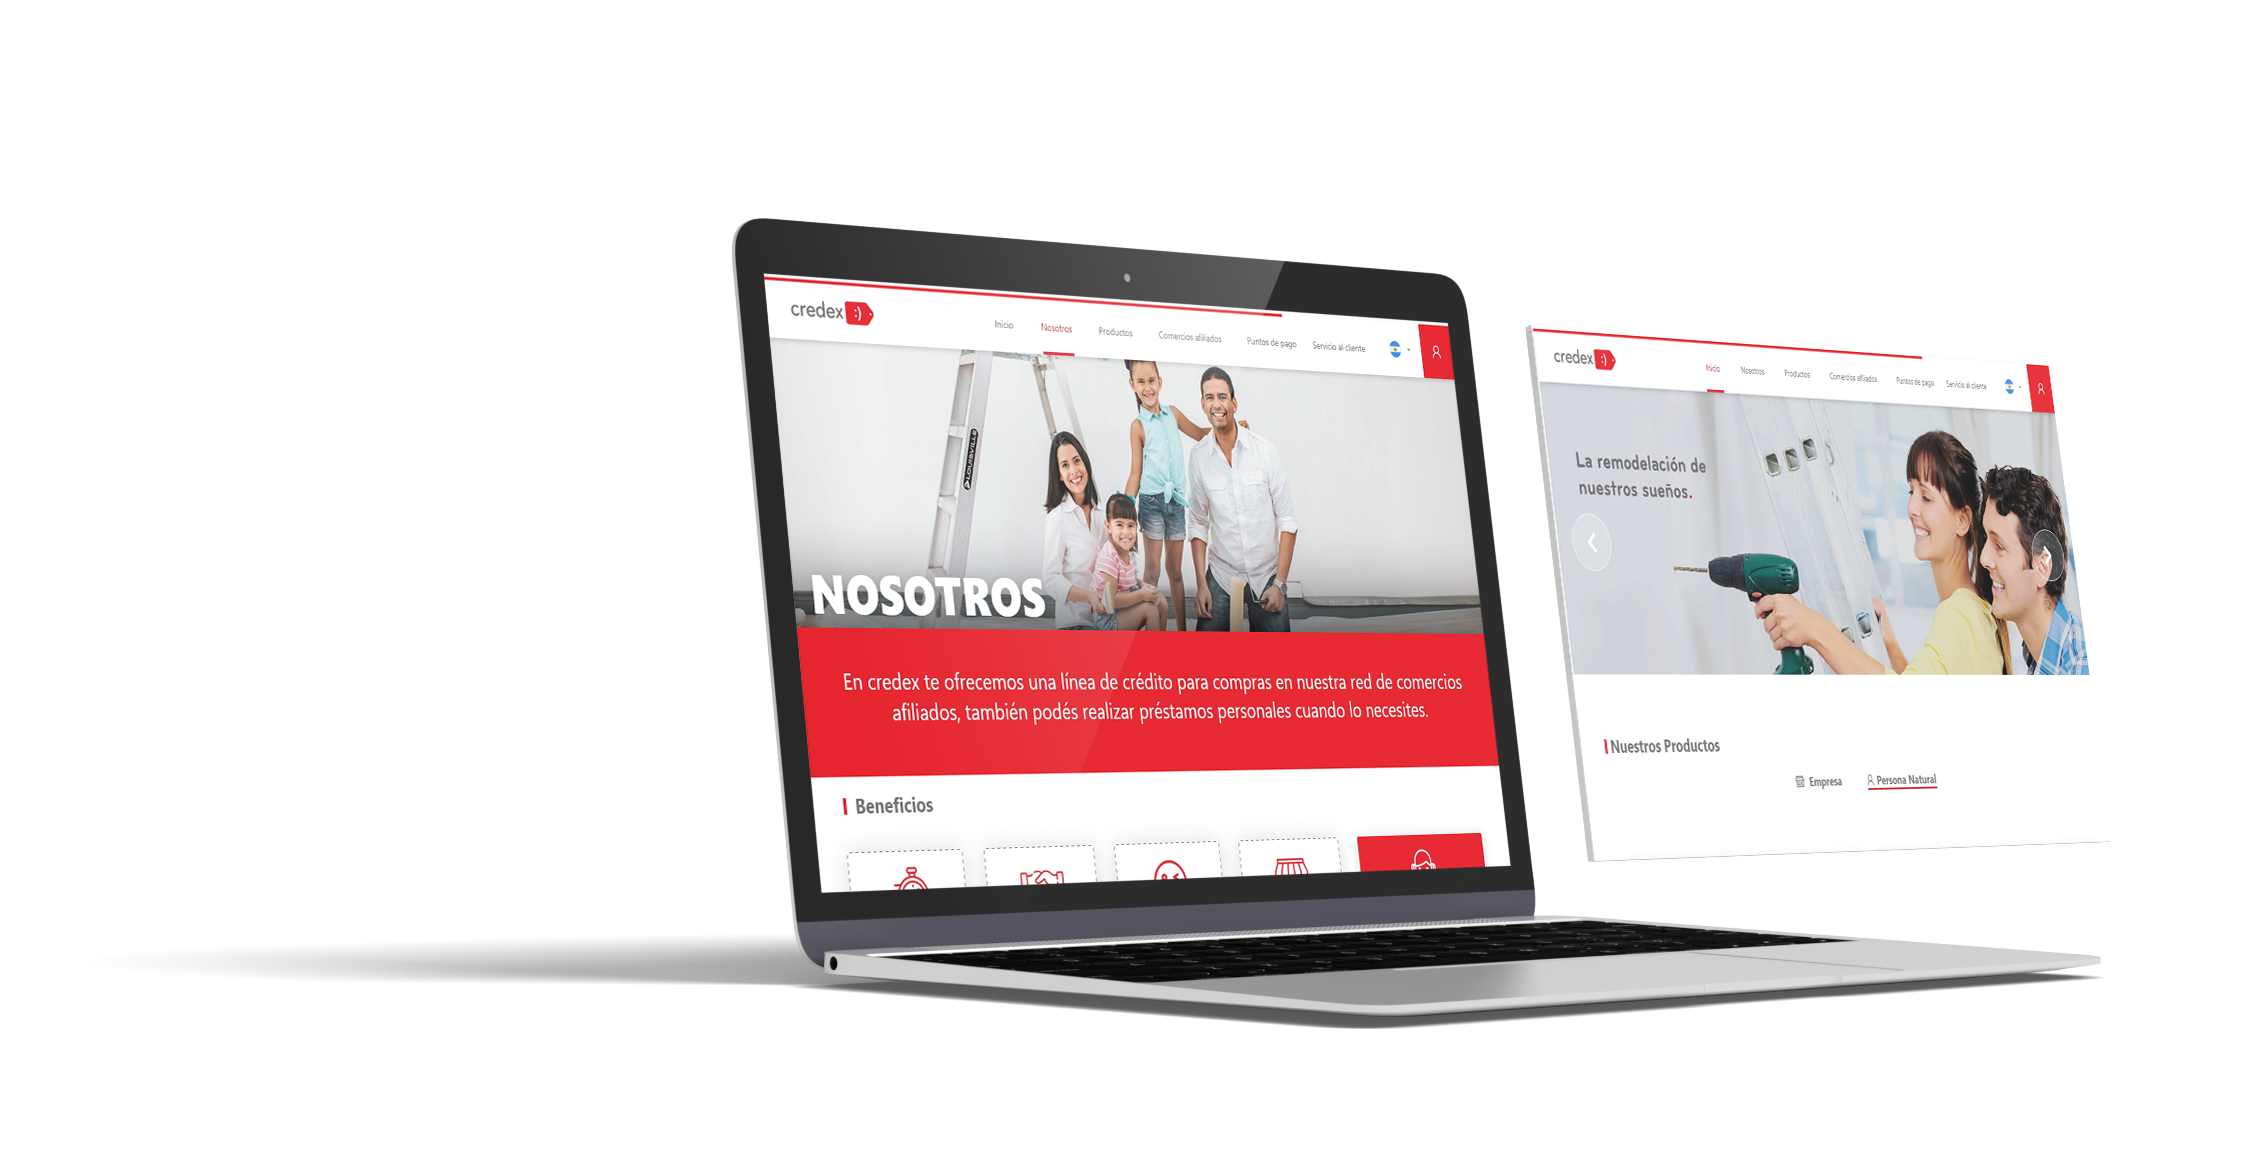 credex :)
Inicio
Nosotros
Productos
Comercios afiliados
Puntos de pago
Servicio al cliente
LOUISVILLE
NOSOTROS
En credex te ofrecemos una línea de crédito para compras en nuestra red de comercios
afiliados, también podés realizar préstamos personales cuando lo necesites.
Beneficios
credex :)
Inicio
Nosotros
Productos
Comercios afiliados
Puntos de pago
Servicio al cliente
La remodelación de
nuestros sueños.
Nuestros Productos
Empresa
Persona Natural